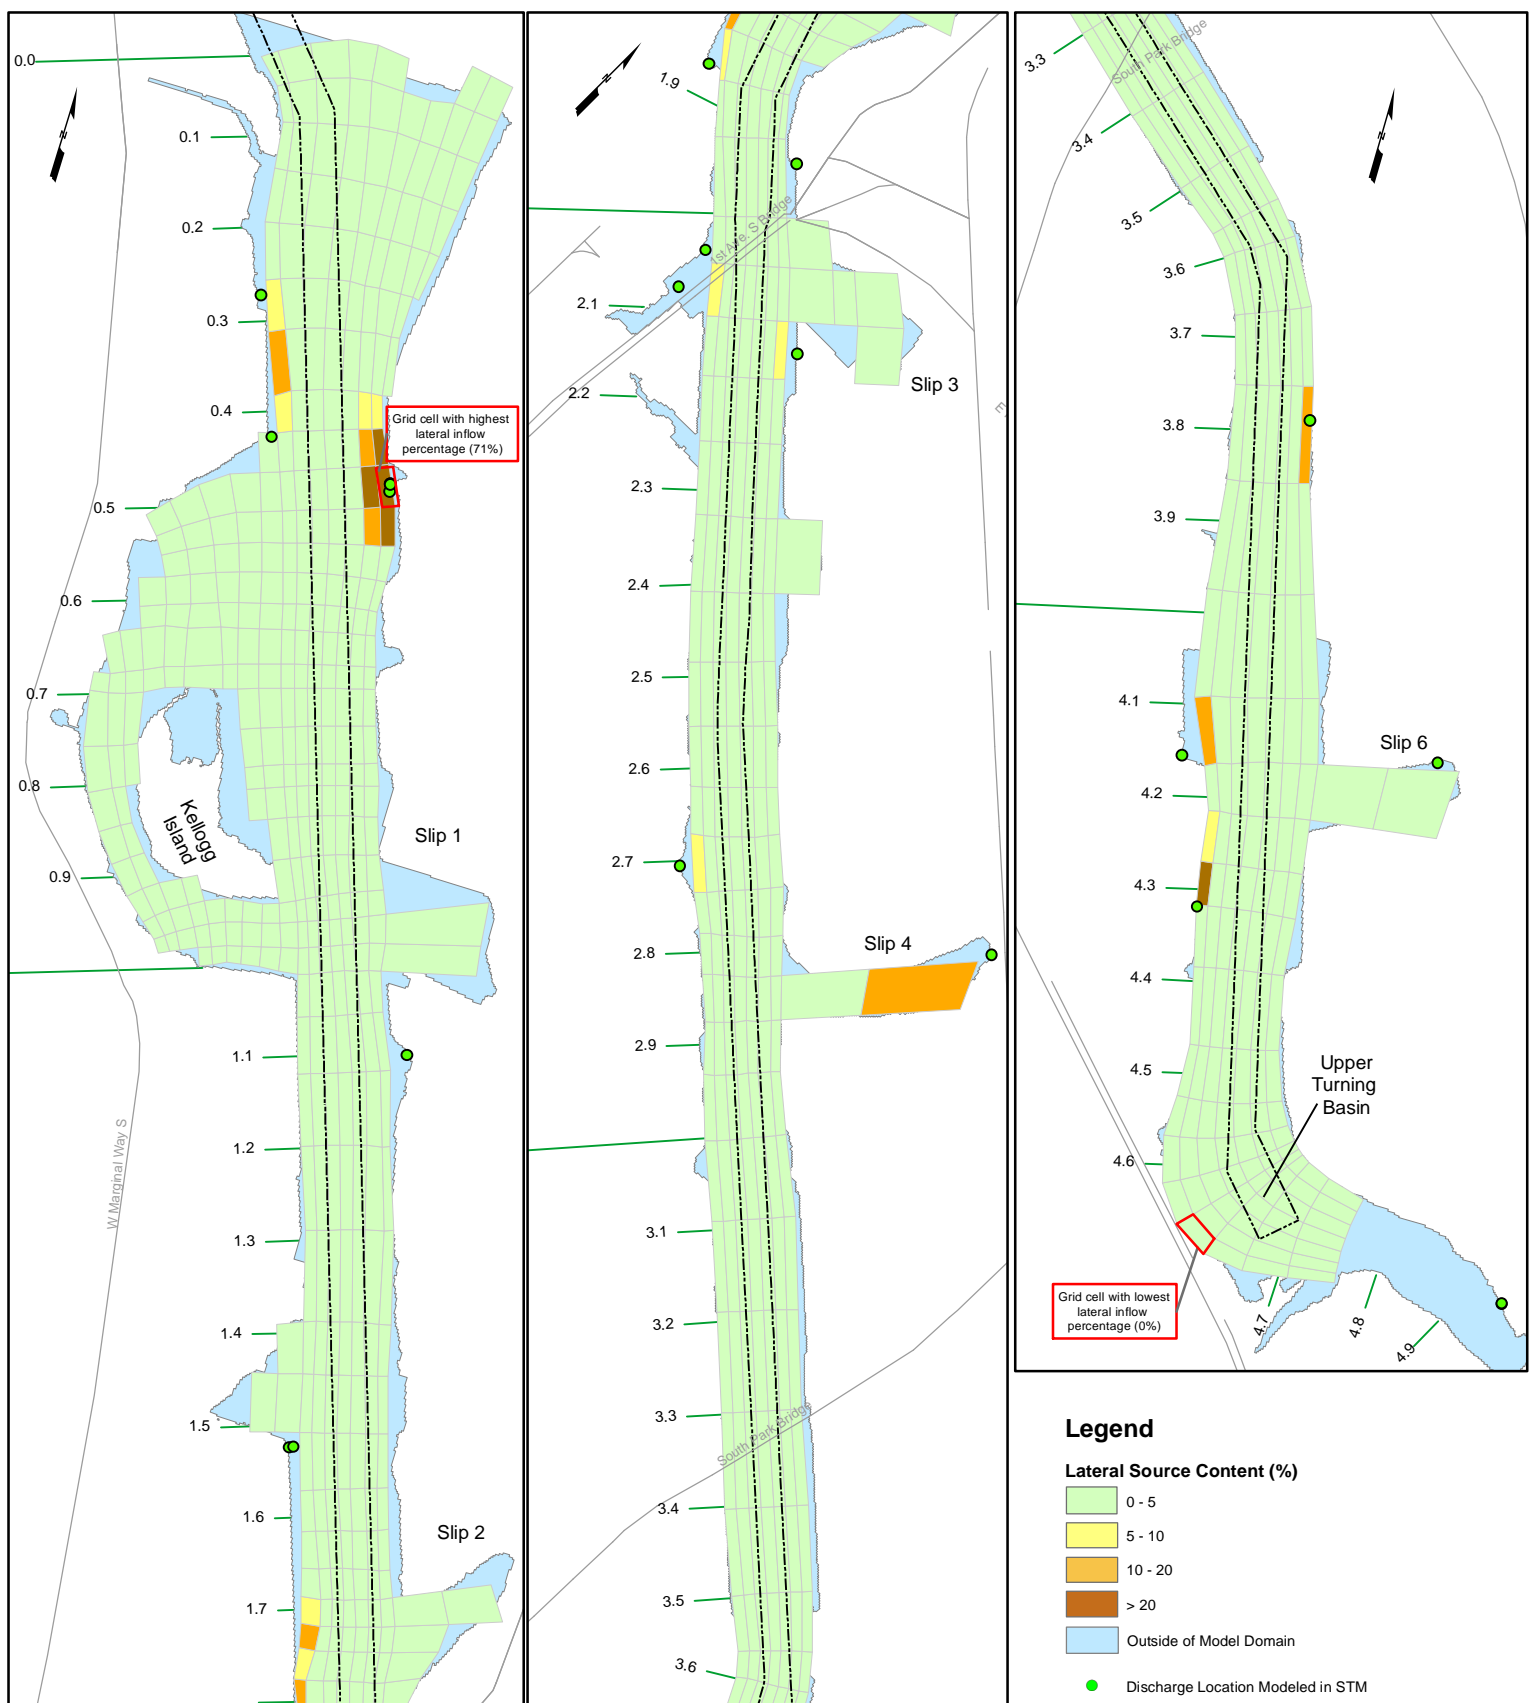 0.0
N
0.1
0.2
0.3
0.4
Grid cell with highest
lateral inflow
percentage (71%)
0.5
0.6
0.7
0.8
Kellogg
Island
Slip 1
0.9
1.1
W Marginal Way S
1.2
1.3
1.4
1.5
1.6
Slip 2
1.7
N
1.9
1st Ave. S Bridge
2.1
Slip 3
2.2
E
2.3
2.4
2.5
2.6
2.7
Slip 4
2.8
2.9
3.1
3.2
3.3
South Park Bridge
3.4
3.5
3.6
South Park Bridge
3.3
N
3.4
3.5
3.6
3.7
3.8
3.9
4.1
Slip 6
4.2
4.3
4.4
4.5
Upper
Turning
Basin
4.6
Grid cell with lowest
lateral inflow
percentage (0%)
4.7
4.8
4.9
Legend
Lateral Source Content (%)
0 - 5
5 - 10
10 - 20
> 20
Outside of Model Domain
Discharge Location Modeled in STM